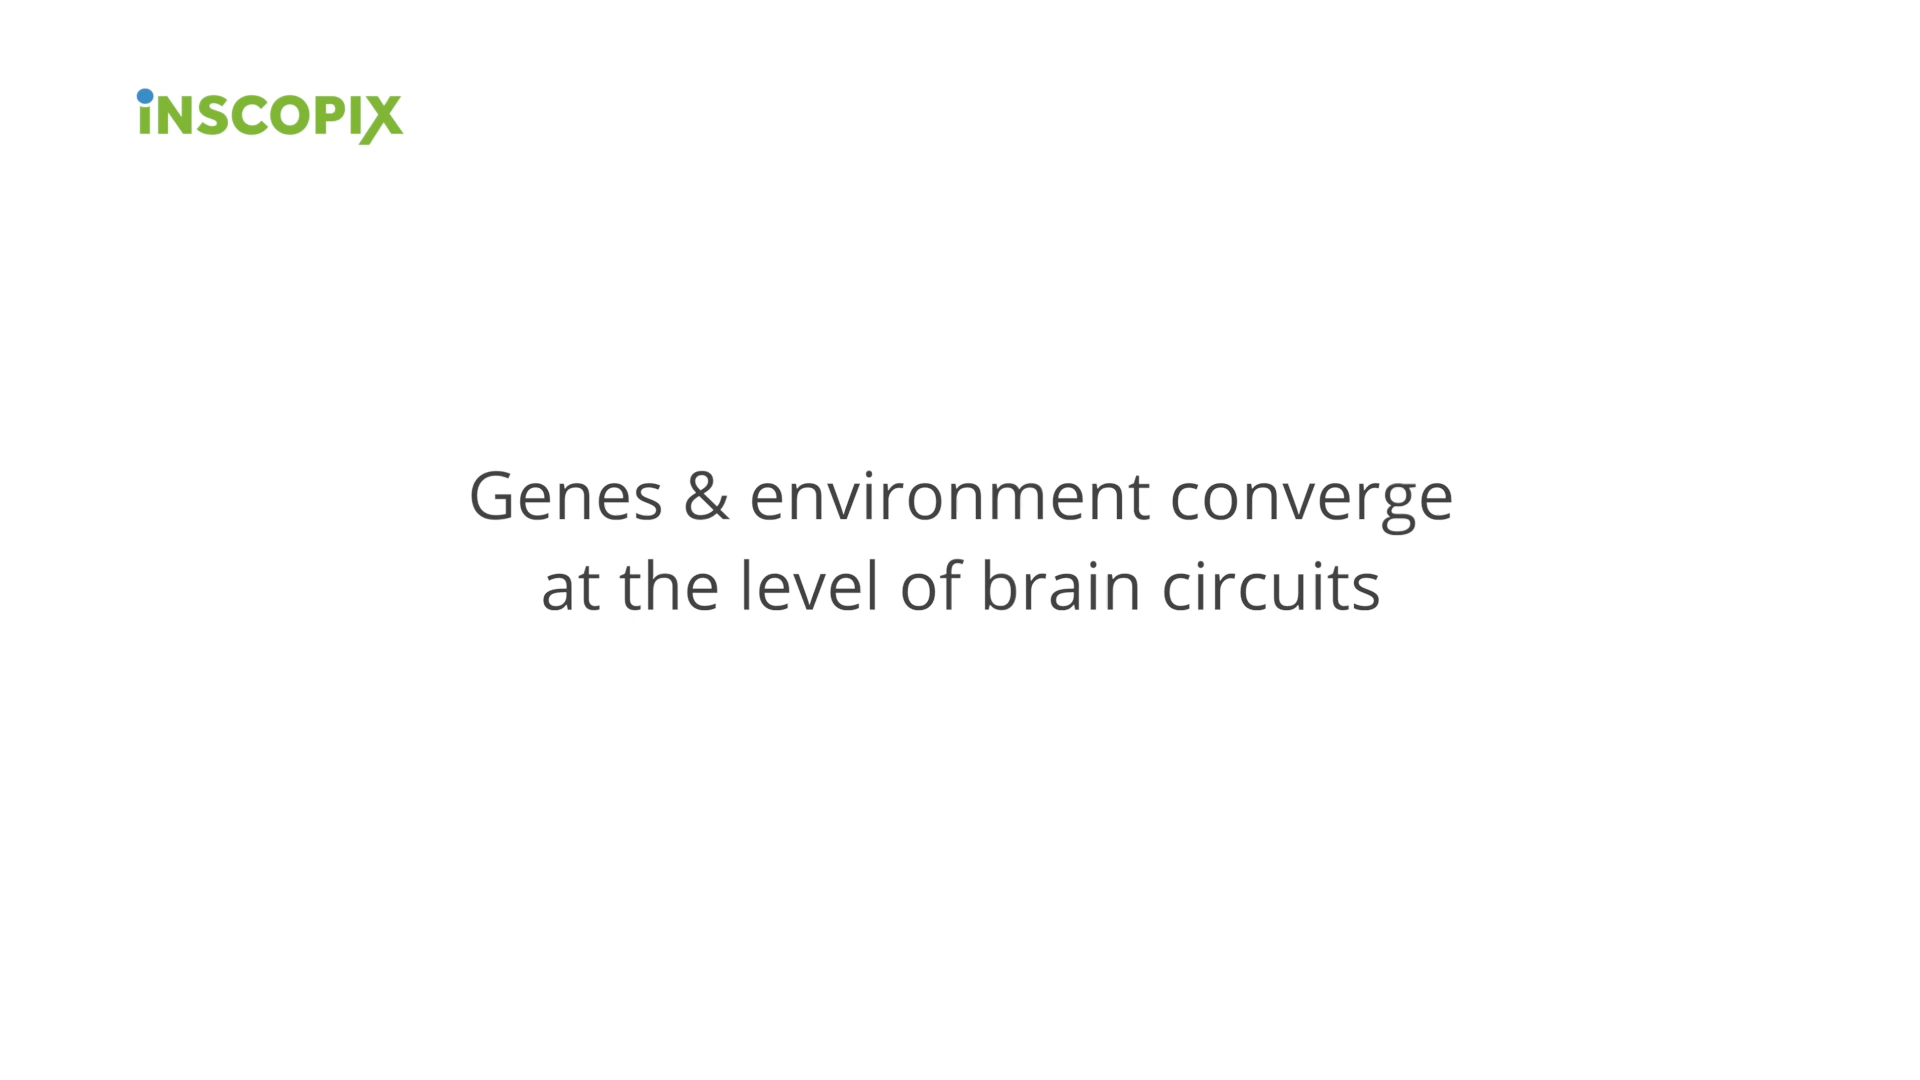 iNSCOPIX
Genes & environment converge
at the level of brain circuits